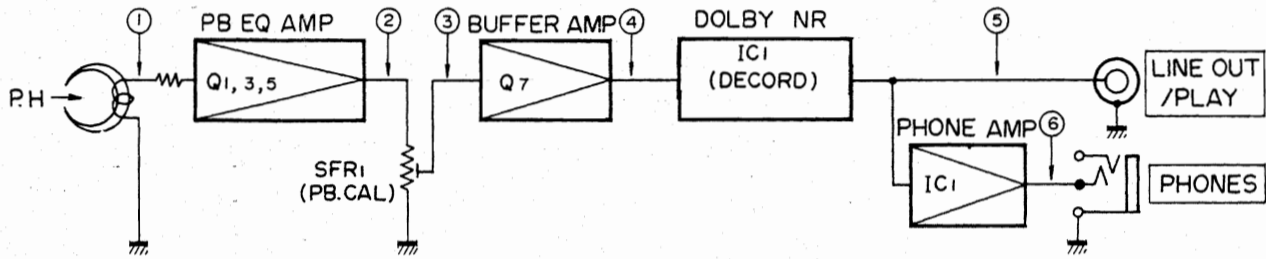 ① PB EQ AMP ② ③ BUFFER AMP ④ DOLBY NR ⑤
P.H
Q1, 3, 5
Q7
IC1
(DECORD)
LINE OUT
/PLAY
SFR1
(PB.CAL)
PHONE AMP ⑥
IC1
PHONES